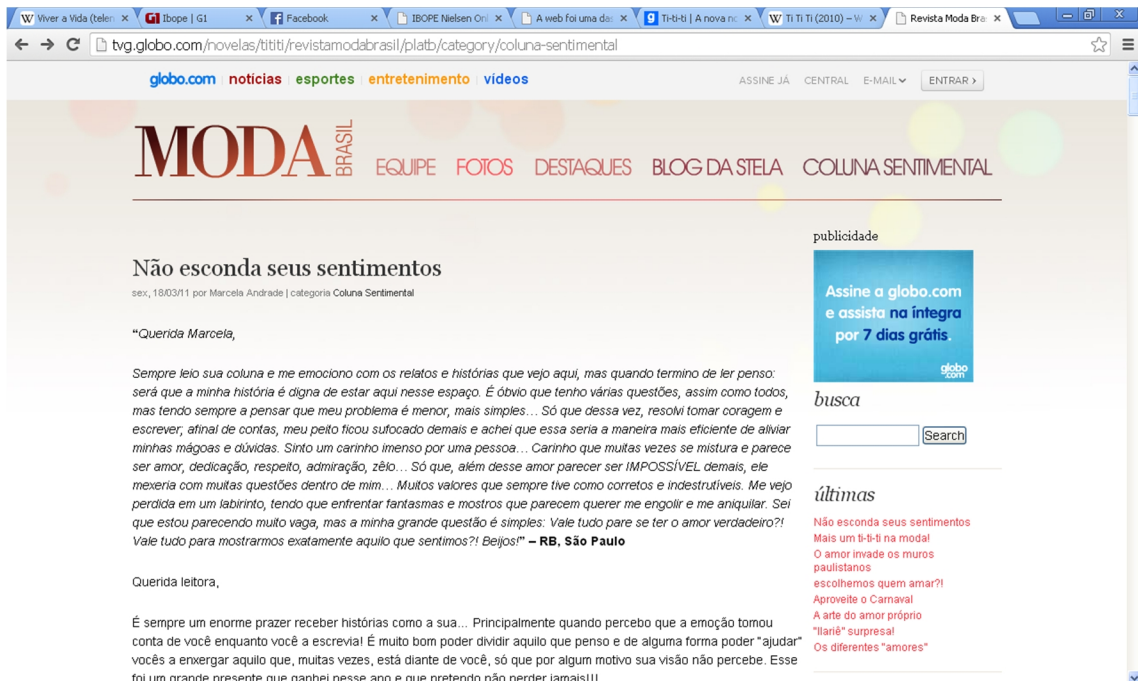 Viver a Vida (telen
Ibope | G1
Facebook
IBOPE Nielsen Onl
A web foi uma das
Ti-ti-ti | A nova no
Ti Ti Ti (2010) – W
Revista Moda Bras
tvg.globo.com/novelas/tititi/revistamodabrasil/platb/category/coluna-sentimental
globo.com notícias esportes entretenimento vídeos
ASSINE JÁ CENTRAL E-MAIL ENTRAR ›
MODA BRASIL
EQUIPE FOTOS DESTAQUES BLOG DA STELA COLUNA SENTIMENTAL
Não esconda seus sentimentos
sex, 18/03/11 por Marcela Andrade | categoria Coluna Sentimental
“Querida Marcela,
Sempre leio sua coluna e me emociono com os relatos e histórias que vejo aqui, mas quando termino de ler penso:
será que a minha história é digna de estar aqui nesse espaço. É óbvio que tenho várias questões, assim como todos,
mas tendo sempre a pensar que meu problema é menor, mais simples… Só que dessa vez, resolvi tomar coragem e
escrever; afinal de contas, meu peito ficou sufocado demais e achei que essa seria a maneira mais eficiente de aliviar
minhas mágoas e dúvidas. Sinto um carinho imenso por uma pessoa… Carinho que muitas vezes se mistura e parece
ser amor, dedicação, respeito, admiração, zêlo… Só que, além desse amor parecer ser IMPOSSÍVEL demais, ele
mexeria com muitas questões dentro de mim… Muitos valores que sempre tive como corretos e indestrutíveis. Me vejo
perdida em um labirinto, tendo que enfrentar fantasmas e mostros que parecem querer me engolir e me aniquilar. Sei
que estou parecendo muito vaga, mas a minha grande questão é simples: Vale tudo pare se ter o amor verdadeiro?!
Vale tudo para mostrarmos exatamente aquilo que sentimos?! Beijos!” – RB, São Paulo
Querida leitora,
É sempre um enorme prazer receber histórias como a sua… Principalmente quando percebo que a emoção tomou
conta de você enquanto você a escrevia! É muito bom poder dividir aquilo que penso e de alguma forma poder "ajudar"
vocês a enxergar aquilo que, muitas vezes, está diante de você, só que por algum motivo sua visão não percebe. Esse
foi um grande presente que ganhei nesse ano e que pretendo não perder jamais!!!
publicidade
Assine a globo.com
e assista na íntegra
por 7 dias grátis.
globo
.com
busca
Search
últimas
Não esconda seus sentimentos
Mais um ti-ti-ti na moda!
O amor invade os muros
paulistanos
escolhemos quem amar?!
Aproveite o Carnaval
A arte do amor próprio
"Ilariê" surpresa!
Os diferentes "amores"